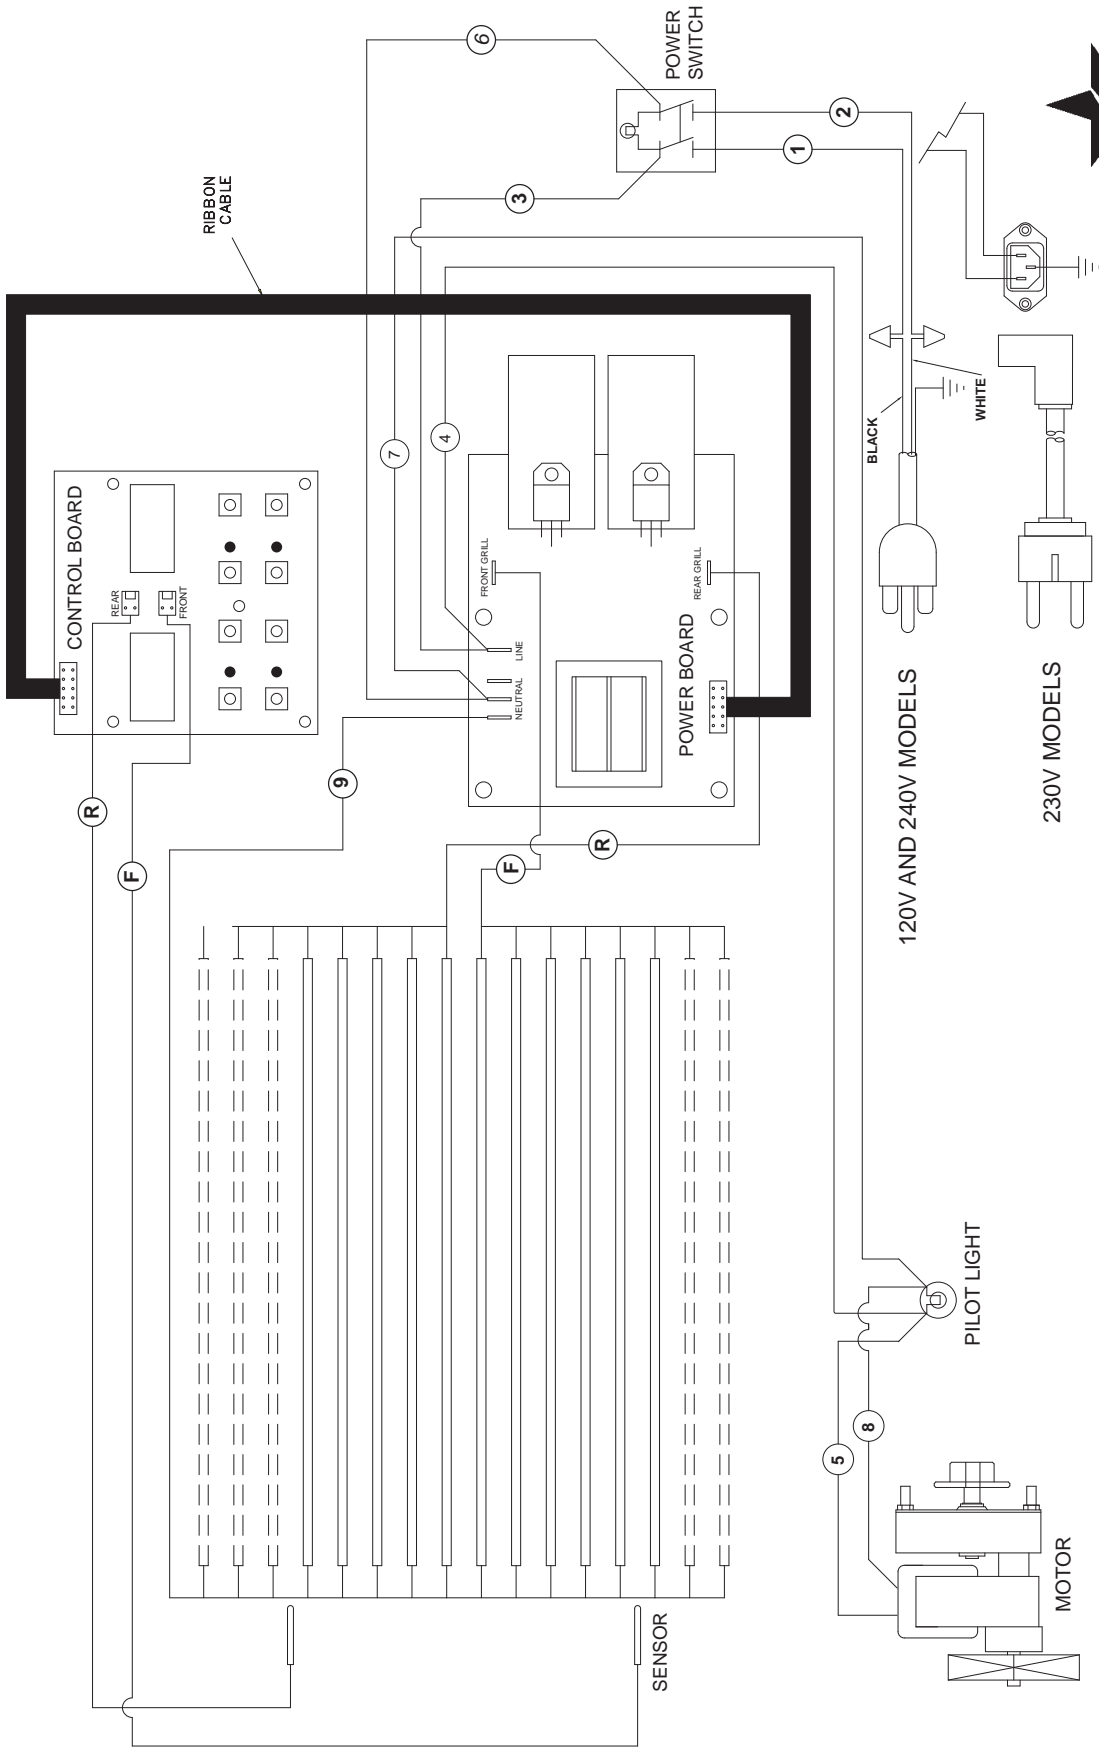 RIBBON
CABLE
6
POWER
SWITCH
2
1
3
7
4
CONTROL BOARD
REAR
FRONT
FRONT GRILL
REAR GRILL
LINE
NEUTRAL
POWER BOARD
BLACK
WHITE
120V AND 240V MODELS
230V MODELS
R
F
9
F
R
SENSOR
PILOT LIGHT
5
8
MOTOR